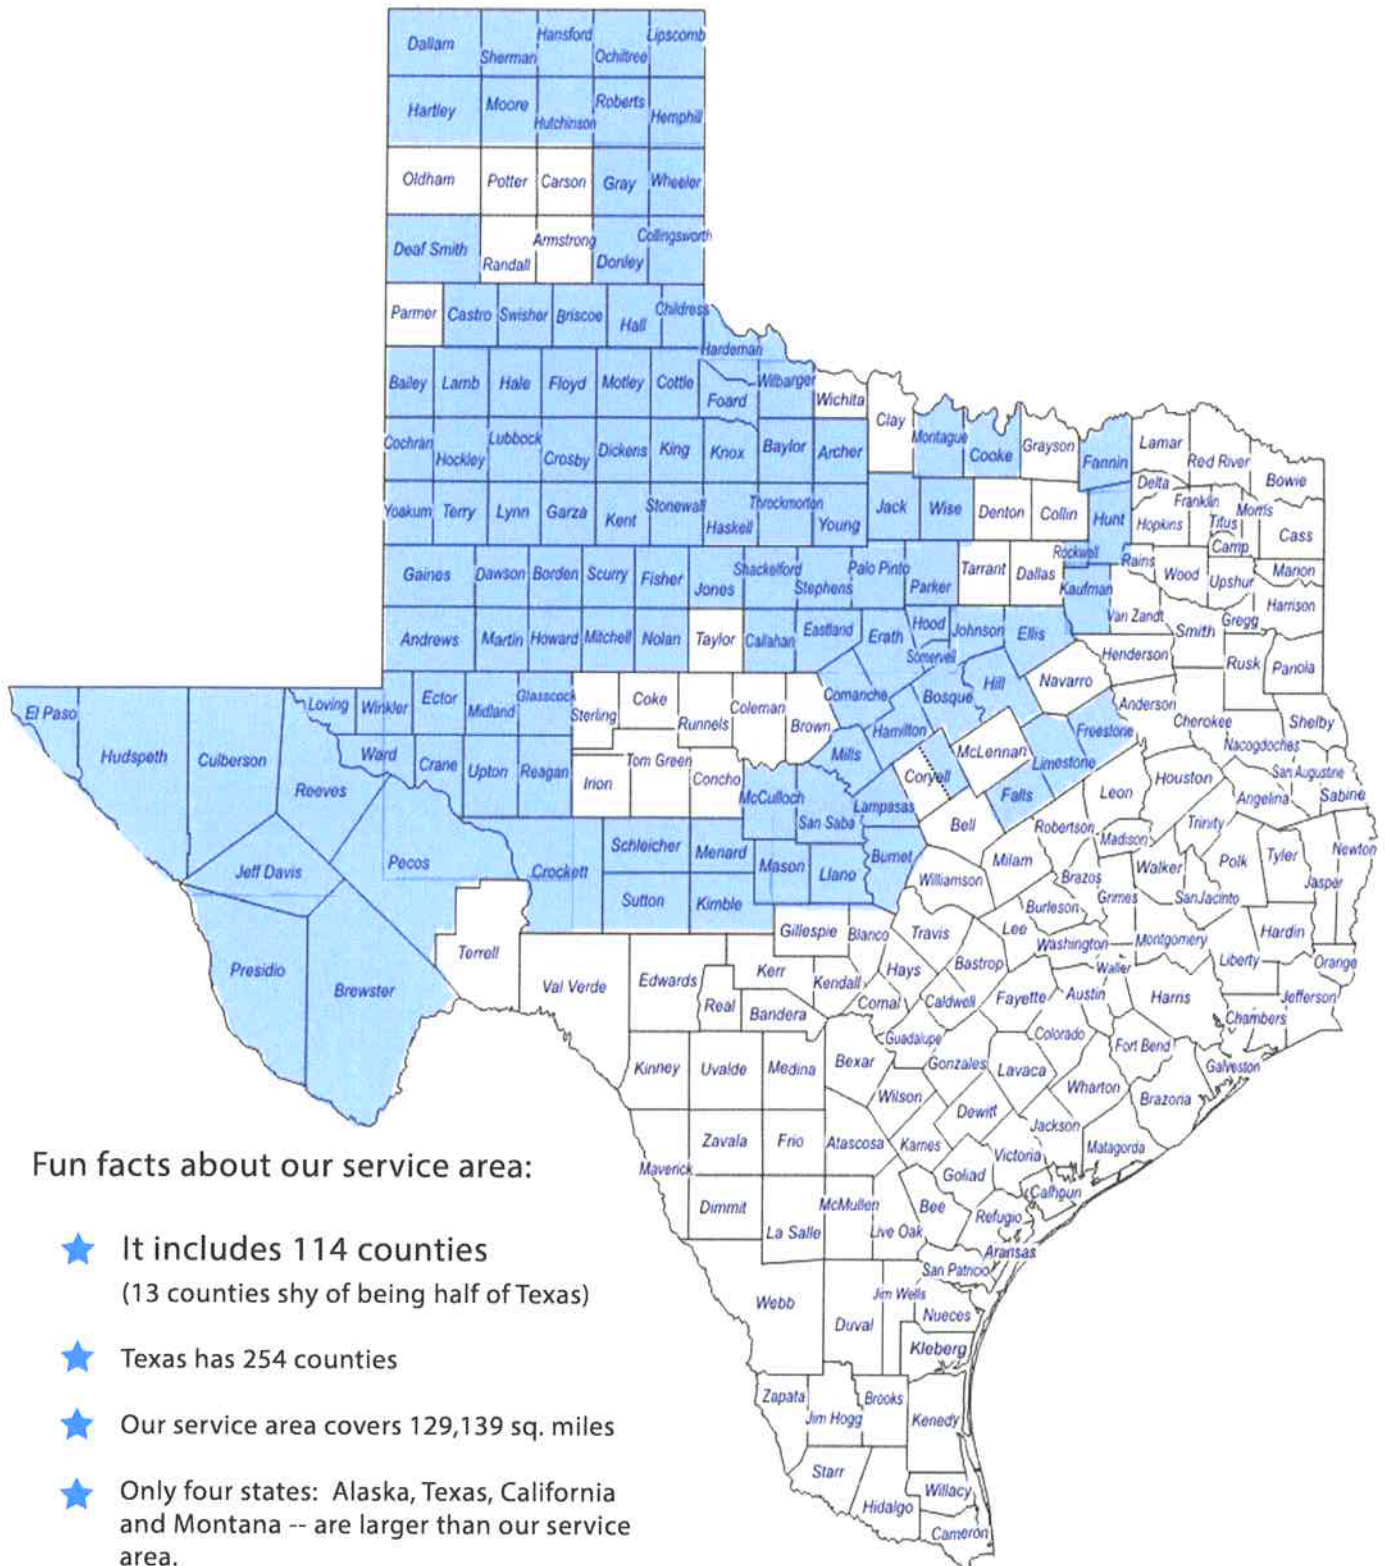 Dallam
Sherman
Hansford
Ochiltree
Lipscomb
Hartley
Moore
Hutchinson
Roberts
Hemphill
Oldham
Potter
Carson
Gray
Wheeler
Deaf Smith
Randall
Armstrong
Donley
Collingsworth
Parmer
Castro
Swisher
Briscoe
Hall
Childress
Hardeman
Bailey
Lamb
Hale
Floyd
Motley
Cottle
Foard
Wilbarger
Wichita
Clay
Montague
Cooke
Grayson
Fannin
Lamar
Red River
Bowie
Cochran
Hockley
Lubbock
Crosby
Dickens
King
Knox
Baylor
Archer
Delta
Franklin
Titus
Morris
Cass
Yoakum
Terry
Lynn
Garza
Kent
Stonewall
Haskell
Throckmorton
Young
Jack
Wise
Denton
Collin
Hunt
Hopkins
Camp
Marion
Gaines
Dawson
Borden
Scurry
Fisher
Jones
Shackelford
Stephens
Palo Pinto
Parker
Tarrant
Dallas
Rockwall
Kaufman
Rains
Wood
Upshur
Harrison
Gregg
Van Zandt
Smith
Andrews
Martin
Howard
Mitchell
Nolan
Taylor
Callahan
Eastland
Erath
Hood
Somervell
Johnson
Ellis
Henderson
Rusk
Panola
Navarro
El Paso
Hudspeth
Culberson
Loving
Winkler
Ector
Midland
Glasscock
Sterling
Coke
Runnels
Coleman
Brown
Comanche
Hamilton
Bosque
Hill
Freestone
Anderson
Cherokee
Shelby
Nacogdoches
San Augustine
Sabine
Reeves
Ward
Crane
Upton
Reagan
Irion
Tom Green
Concho
McCulloch
San Saba
Mills
Lampasas
Coryell
McLennan
Limestone
Falls
Leon
Houston
Angelina
Trinity
Jeff Davis
Pecos
Crockett
Schleicher
Menard
Mason
Llano
Burnet
Bell
Robertson
Madison
Walker
Polk
Tyler
Jasper
Newton
Sutton
Kimble
Williamson
Milam
Brazos
Grimes
San Jacinto
Burleson
Presidio
Brewster
Terrell
Val Verde
Edwards
Real
Kerr
Bandera
Gillespie
Kendall
Blanco
Travis
Hays
Comal
Caldwell
Bastrop
Lee
Washington
Fayette
Austin
Waller
Montgomery
Liberty
Hardin
Orange
Jefferson
Chambers
Harris
Kinney
Uvalde
Medina
Bexar
Guadalupe
Wilson
Gonzales
Lavaca
Colorado
Wharton
Fort Bend
Brazoria
Galveston
Maverick
Zavala
Frio
Atascosa
Karnes
Dewitt
Jackson
Matagorda
Victoria
Goliad
Calhoun
Dimmit
La Salle
McMullen
Live Oak
Bee
Refugio
Aransas
San Patricio
Webb
Duval
Jim Wells
Nueces
Kleberg
Zapata
Jim Hogg
Brooks
Kenedy
Starr
Hidalgo
Willacy
Cameron
Fun facts about our service area:
It includes 114 counties
(13 counties shy of being half of Texas)
Texas has 254 counties
Our service area covers 129,139 sq. miles
Only four states: Alaska, Texas, California
and Montana -- are larger than our service
area.